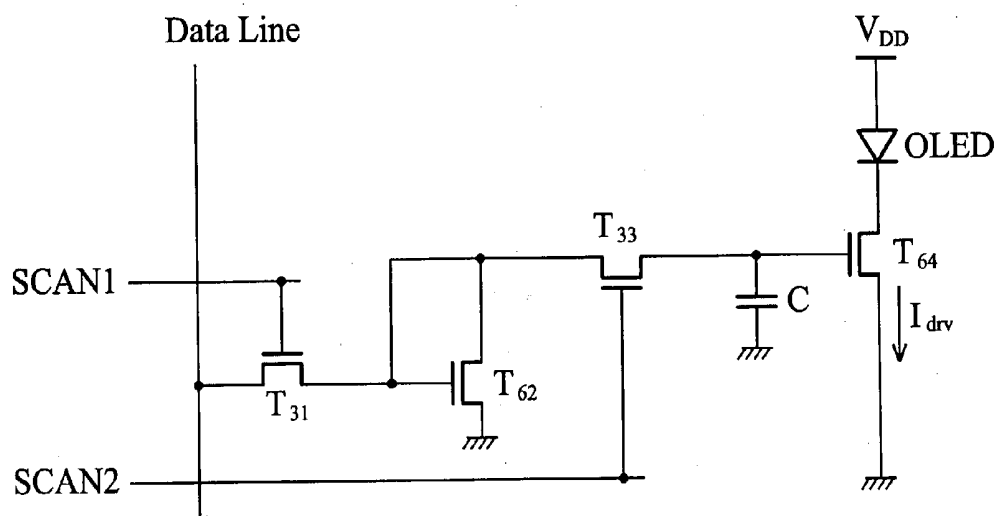 Data Line
V_DD
OLED
T_33
T_64
SCAN1
C
I_drv
T_62
T_31
SCAN2